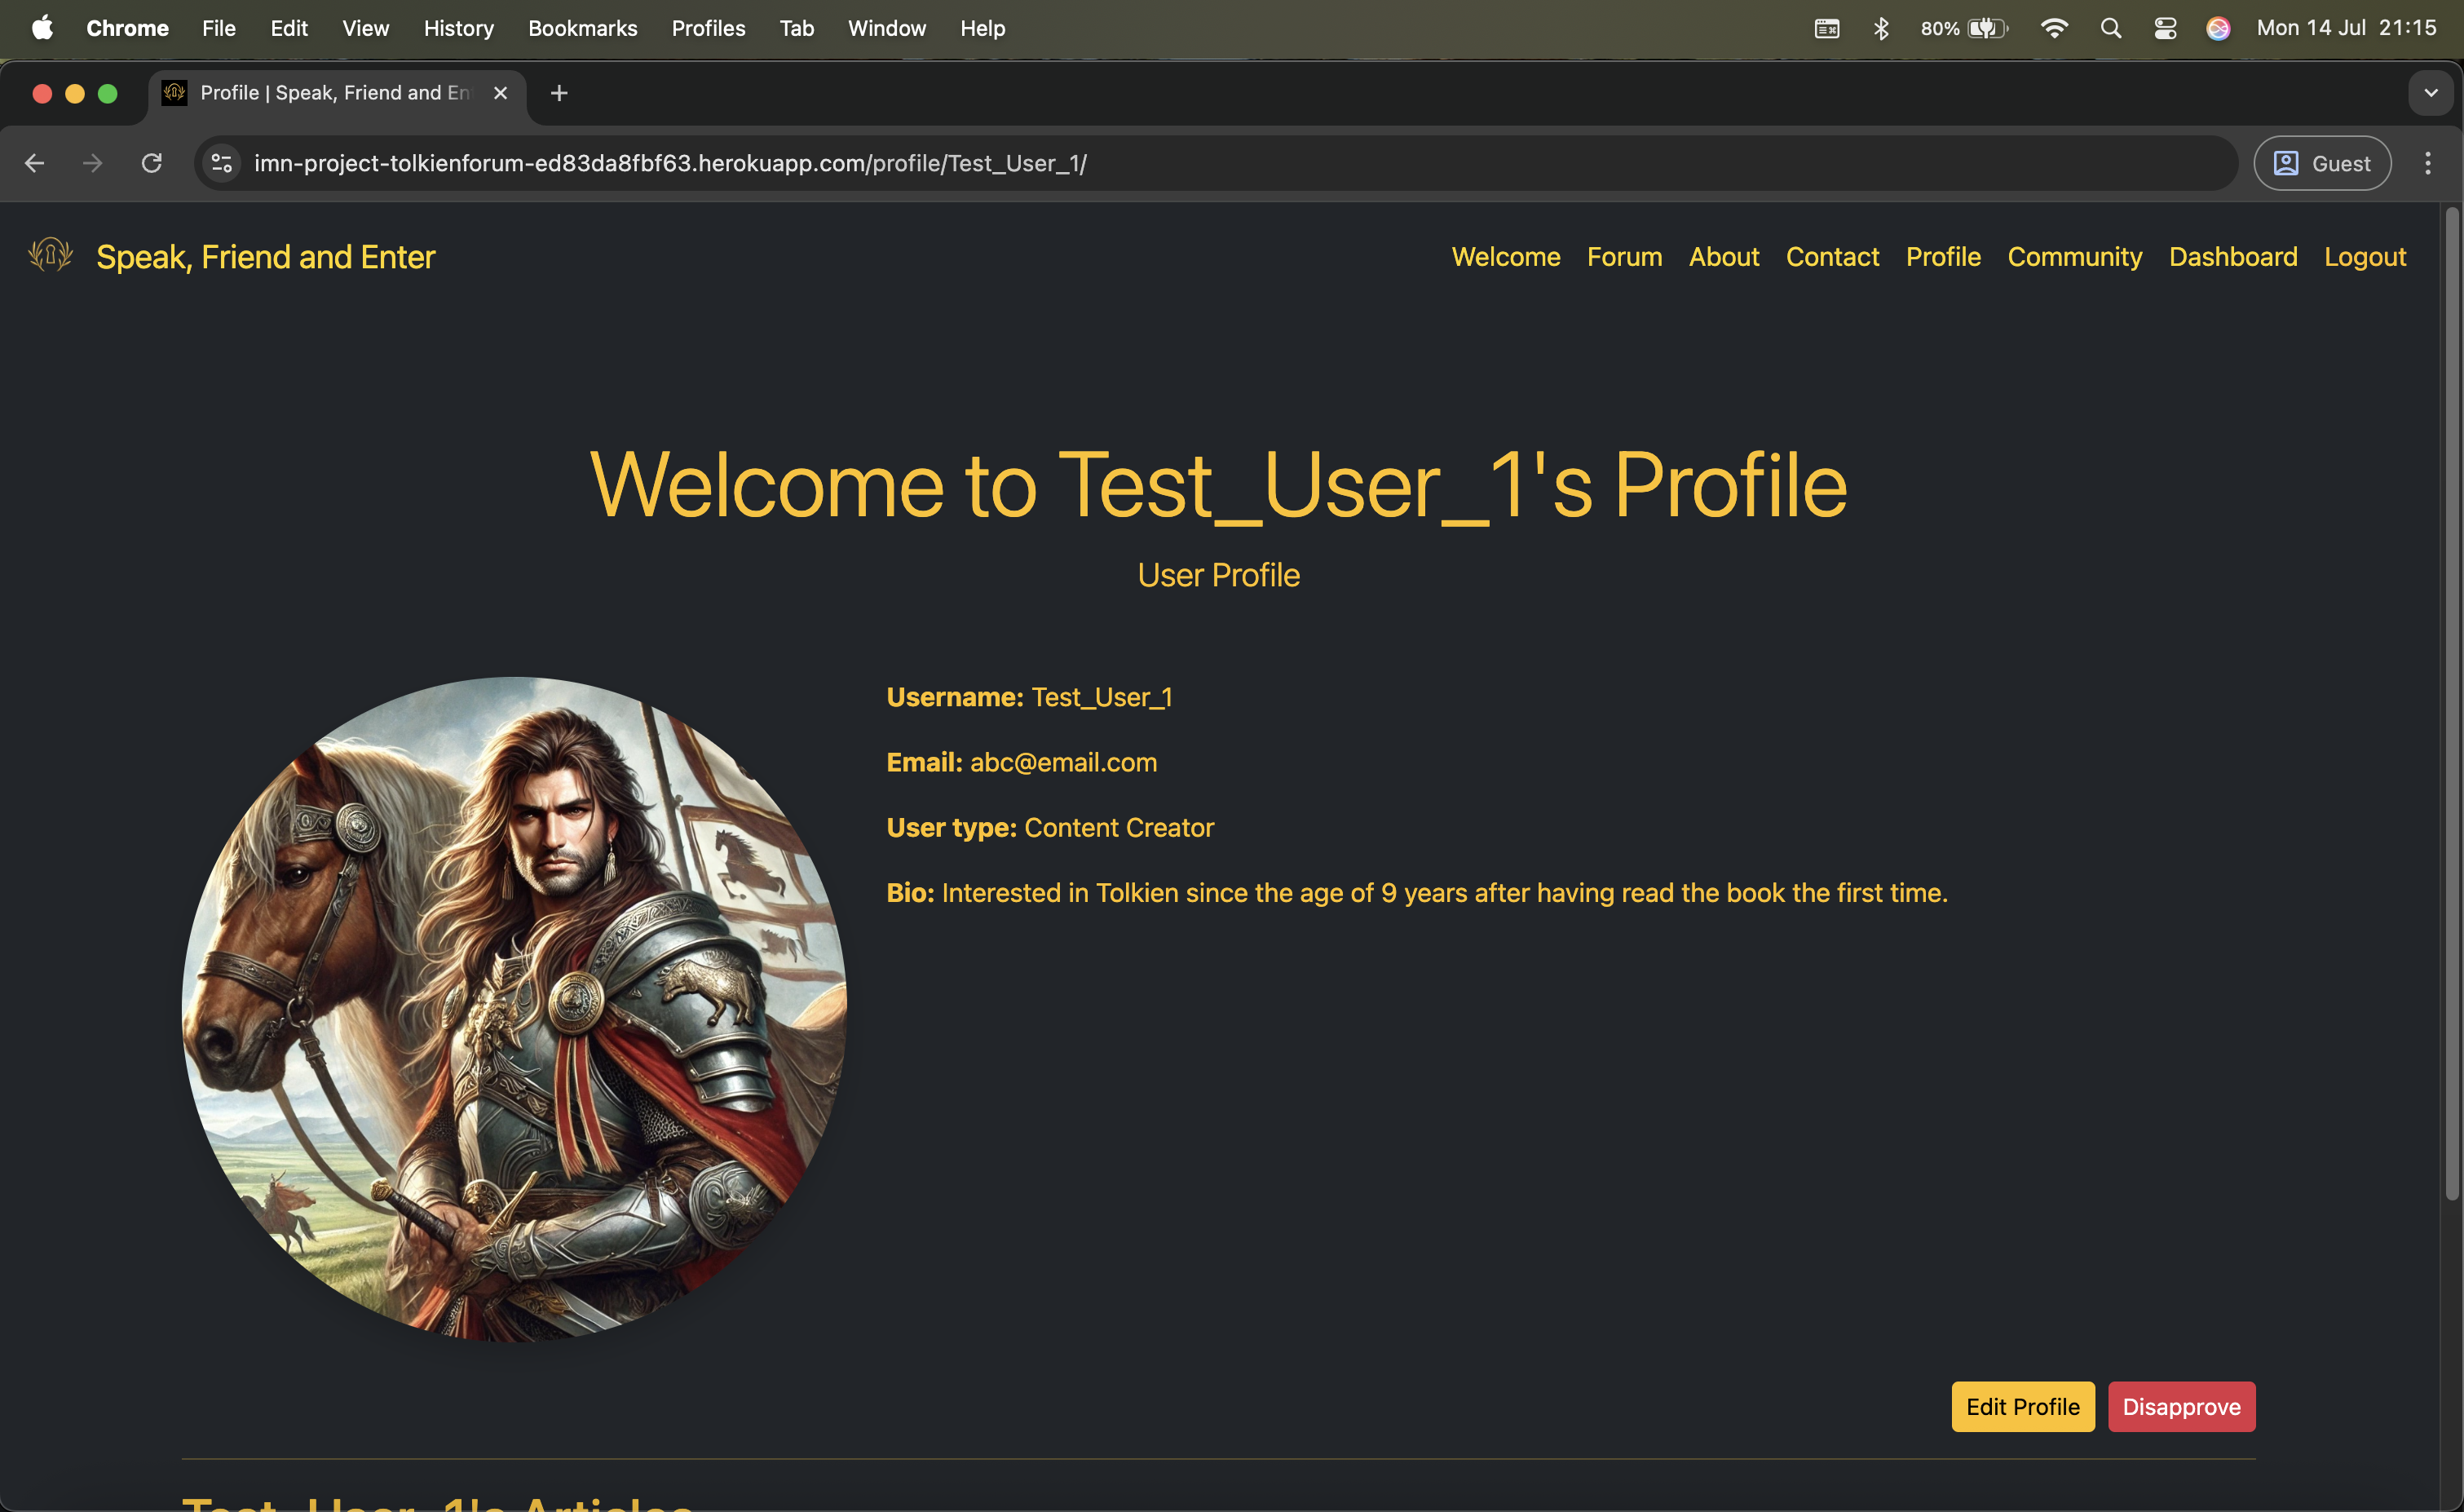 Chrome File Edit View History Bookmarks Profiles Tab Window Help 80% Mon 14 Jul 21:15
Profile | Speak, Friend and En
imn-project-tolkienforum-ed83da8fbf63.herokuapp.com/profile/Test_User_1/ Guest
Speak, Friend and Enter Welcome Forum About Contact Profile Community Dashboard Logout
Welcome to Test_User_1's Profile
User Profile
Username: Test_User_1
Email: abc@email.com
User type: Content Creator
Bio: Interested in Tolkien since the age of 9 years after having read the book the first time.
Edit Profile Disapprove
Test_User_1's Articles